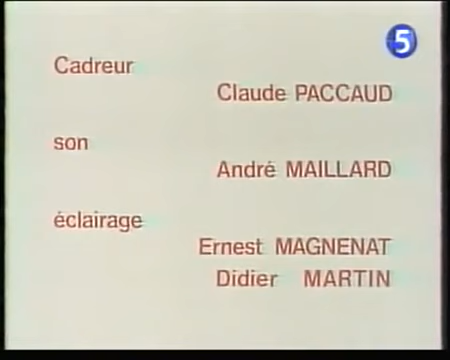 5
Cadreur
Claude PACCAUD
son
André MAILLARD
éclairage
Ernest MAGNENAT
Didier MARTIN